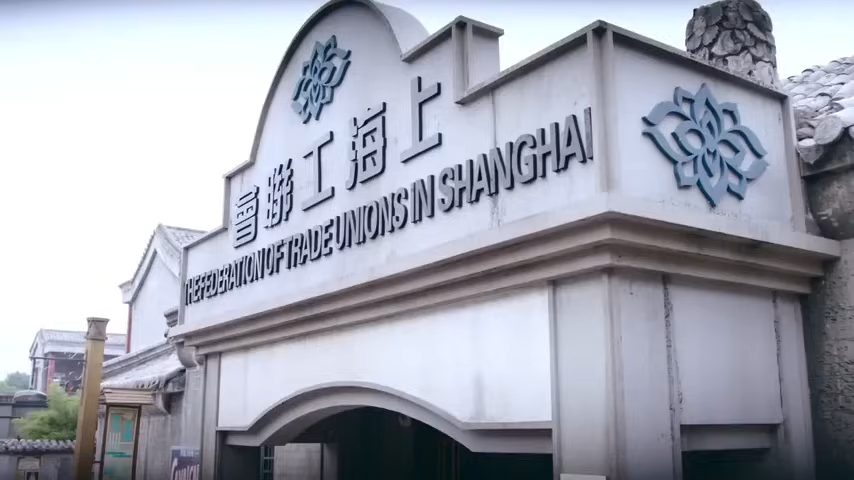 上海工聯會
THE FEDERATION OF TRADE UNIONS IN SHANGHAI